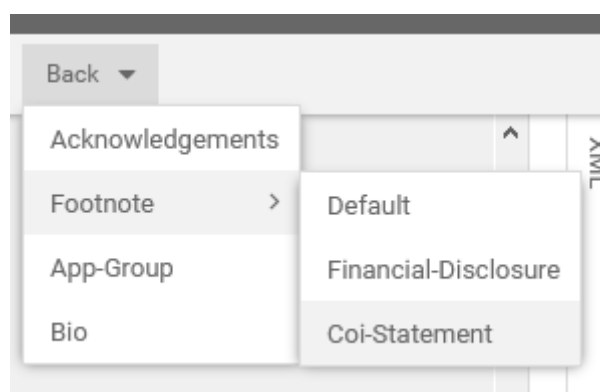 Back
Acknowledgements
Footnote
Default
App-Group
Financial-Disclosure
Bio
Coi-Statement
XML